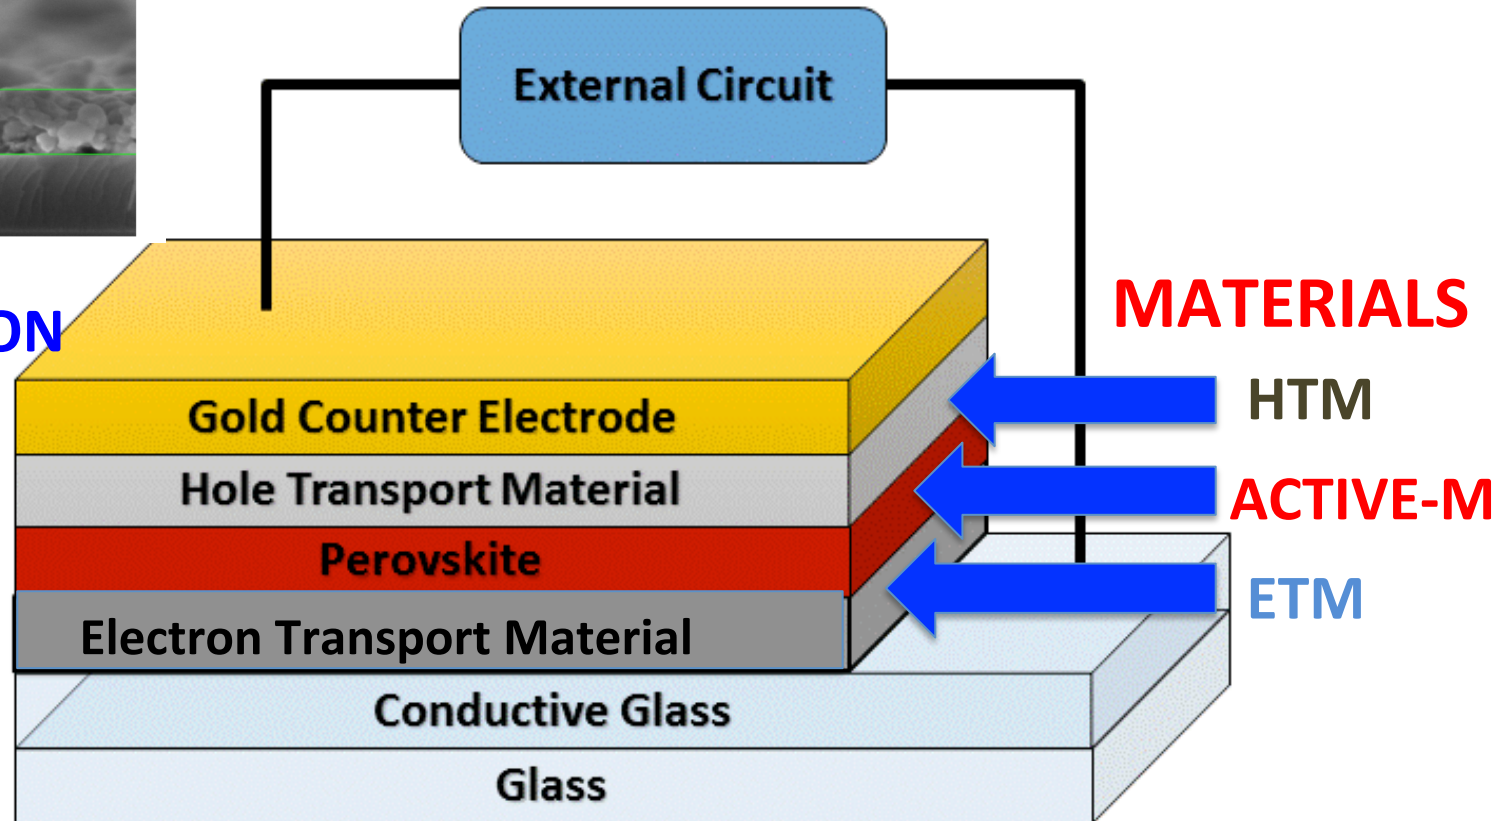 External Circuit
ON
MATERIALS
Gold Counter Electrode
HTM
Hole Transport Material
ACTIVE-M
Perovskite
ETM
Electron Transport Material
Conductive Glass
Glass